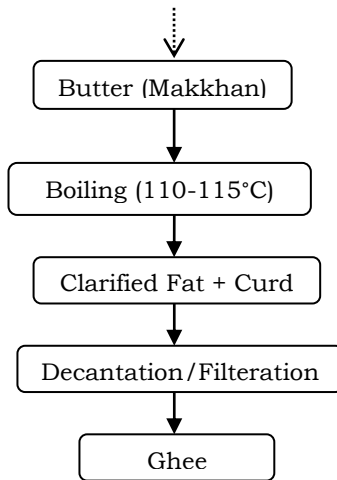 Butter (Makkhan)
Boiling (110-115°C)
Clarified Fat + Curd
Decantation/Filteration
Ghee